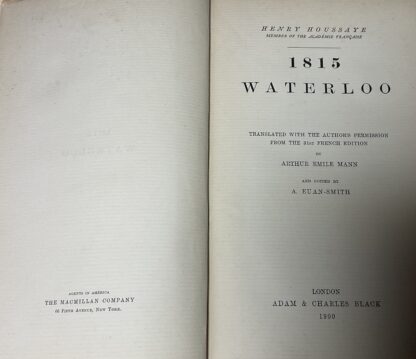 AGENTS IN AMERICA
THE MACMILLAN COMPANY
66 FIFTH AVENUE, NEW YORK.
HENRY HOUSSAYE
MEMBER OF THE ACADÉMIE FRANÇAISE
1815
WATERLOO
TRANSLATED WITH THE AUTHOR'S PERMISSION
FROM THE 31ST FRENCH EDITION
BY
ARTHUR EMILE MANN
AND EDITED BY
A. EUAN-SMITH
LONDON
ADAM & CHARLES BLACK
1900